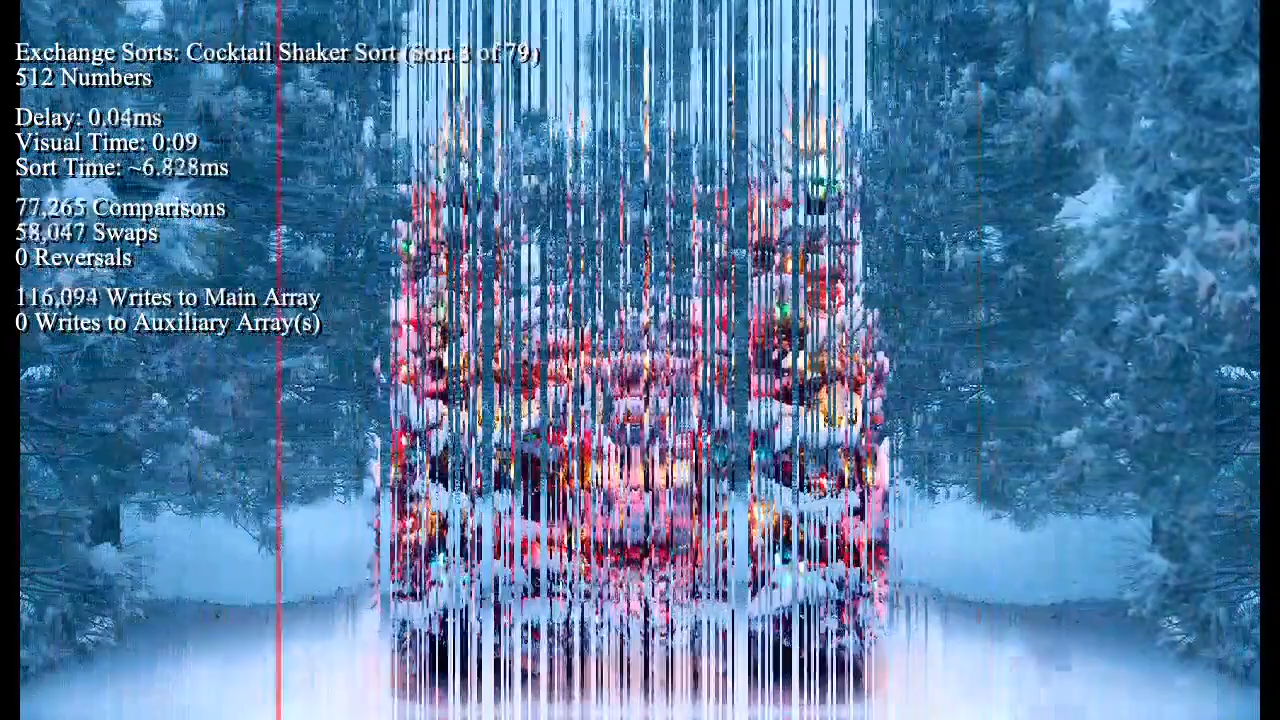 Exchange Sorts: Cocktail Shaker Sort (Sort 3 of 79)
512 Numbers
Delay: 0.04ms
Visual Time: 0:09
Sort Time: ~6.828ms
77,265 Comparisons
58,047 Swaps
0 Reversals
116,094 Writes to Main Array
0 Writes to Auxiliary Array(s)